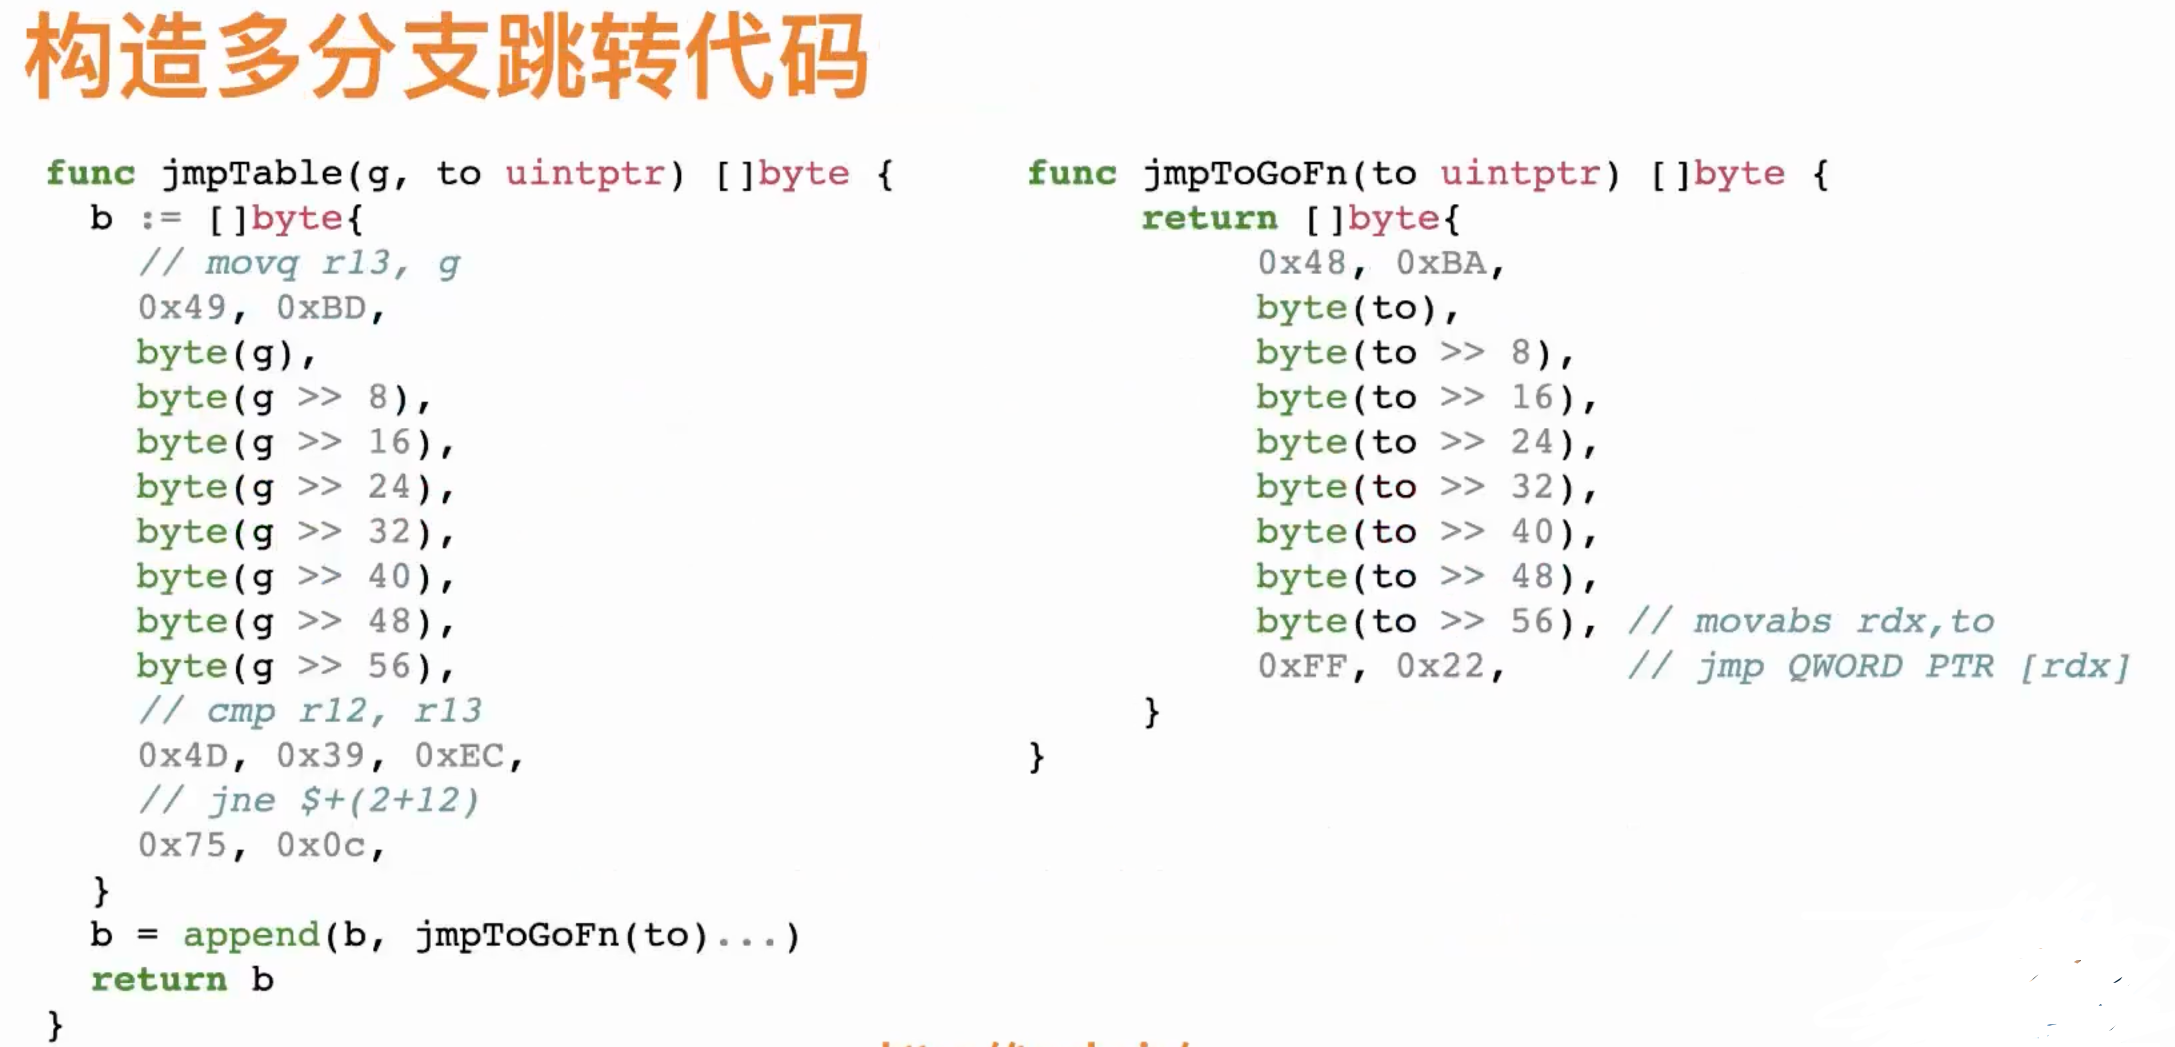 构造多分支跳转代码
func jmpTable(g, to uintptr) []byte {
b := []byte{
// movq r13, g
0x49, 0xBD,
byte(g),
byte(g >> 8),
byte(g >> 16),
byte(g >> 24),
byte(g >> 32),
byte(g >> 40),
byte(g >> 48),
byte(g >> 56),
// cmp r12, r13
0x4D, 0x39, 0xEC,
// jne $+(2+12)
0x75, 0x0c,
}
b = append(b, jmpToGoFn(to)...)
return b
}
func jmpToGoFn(to uintptr) []byte {
return []byte{
0x48, 0xBA,
byte(to),
byte(to >> 8),
byte(to >> 16),
byte(to >> 24),
byte(to >> 32),
byte(to >> 40),
byte(to >> 48),
byte(to >> 56), // movabs rdx,to
0xFF, 0x22, // jmp QWORD PTR [rdx]
}
}